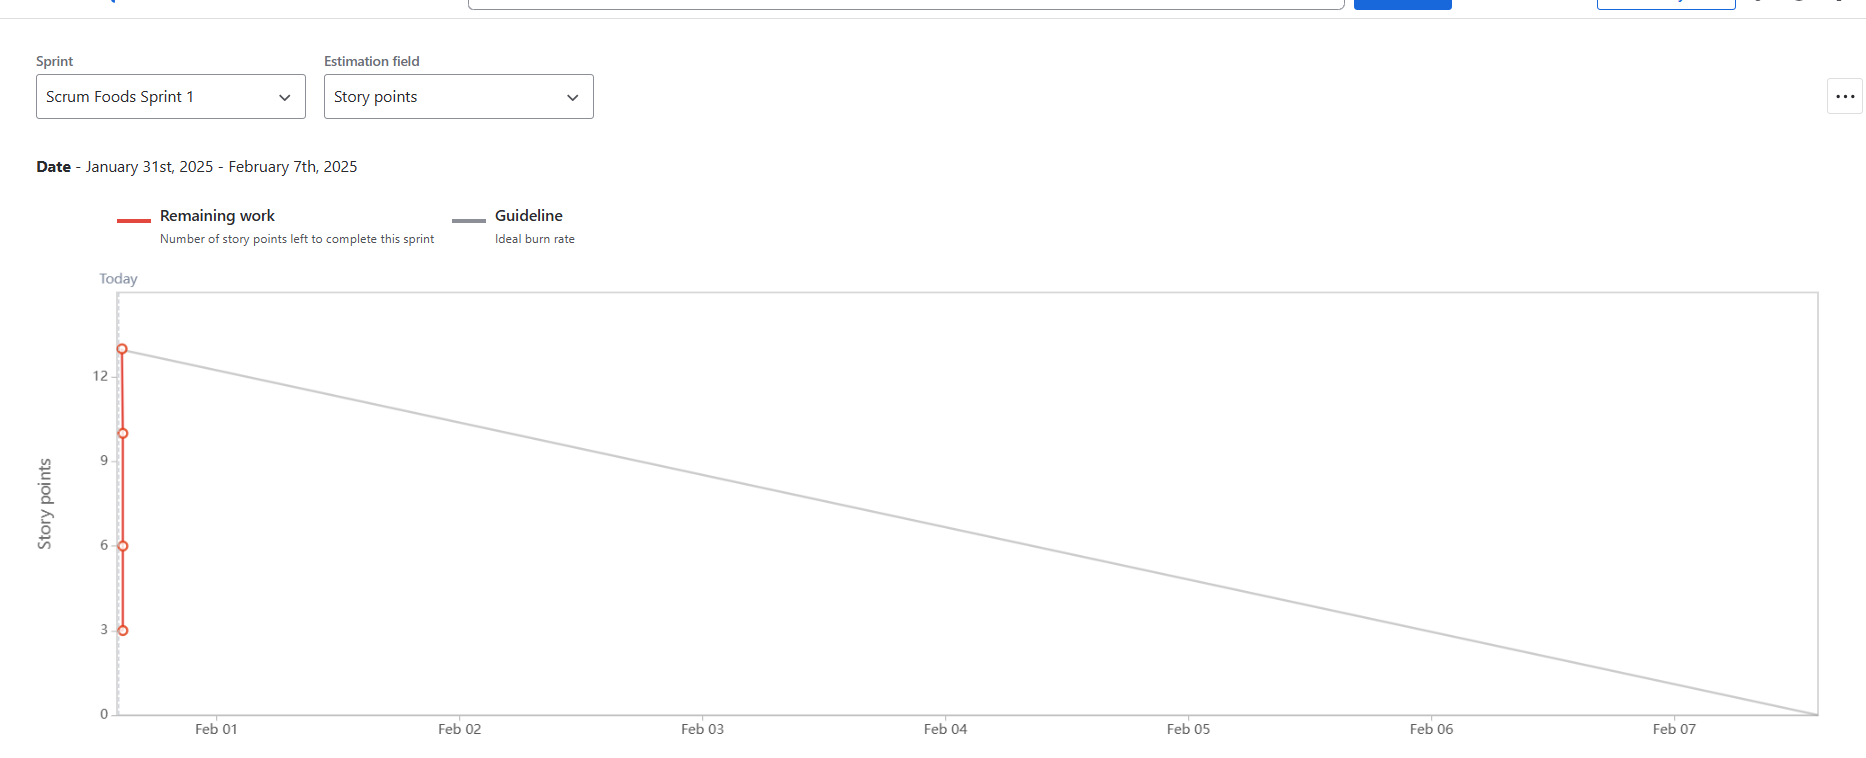 Sprint
Estimation field
Scrum Foods Sprint 1
Story points
Date - January 31st, 2025 - February 7th, 2025
Remaining work
Number of story points left to complete this sprint
Guideline
Ideal burn rate
Today
12
9
6
3
0
Story points
Feb 01
Feb 02
Feb 03
Feb 04
Feb 05
Feb 06
Feb 07